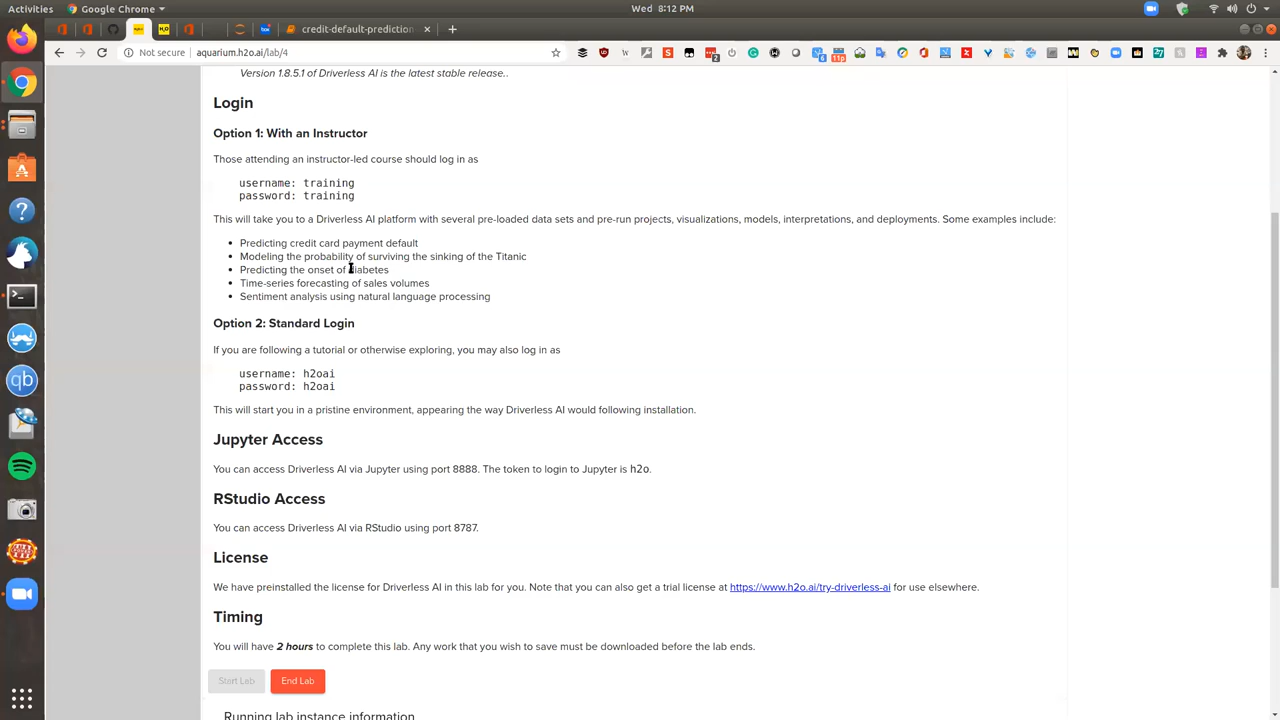 Activities
Google Chrome
Wed 8:12 PM
credit-default-prediction
Not secure
aquarium.h2o.ai/lab/4
Version 1.8.5.1 of Driverless AI is the latest stable release..
Login
Option 1: With an Instructor
Those attending an instructor-led course should log in as
username: training
password: training
This will take you to a Driverless AI platform with several pre-loaded data sets and pre-run projects, visualizations, models, interpretations, and deployments. Some examples include:
Predicting credit card payment default
Modeling the probability of surviving the sinking of the Titanic
Predicting the onset of diabetes
Time-series forecasting of sales volumes
Sentiment analysis using natural language processing
Option 2: Standard Login
If you are following a tutorial or otherwise exploring, you may also log in as
username: h2oai
password: h2oai
This will start you in a pristine environment, appearing the way Driverless AI would following installation.
Jupyter Access
You can access Driverless AI via Jupyter using port 8888. The token to login to Jupyter is h2o.
RStudio Access
You can access Driverless AI via RStudio using port 8787.
License
We have preinstalled the license for Driverless AI in this lab for you. Note that you can also get a trial license at https://www.h2o.ai/try-driverless-ai for use elsewhere.
Timing
You will have 2 hours to complete this lab. Any work that you wish to save must be downloaded before the lab ends.
Start Lab
End Lab
Running lab instance information